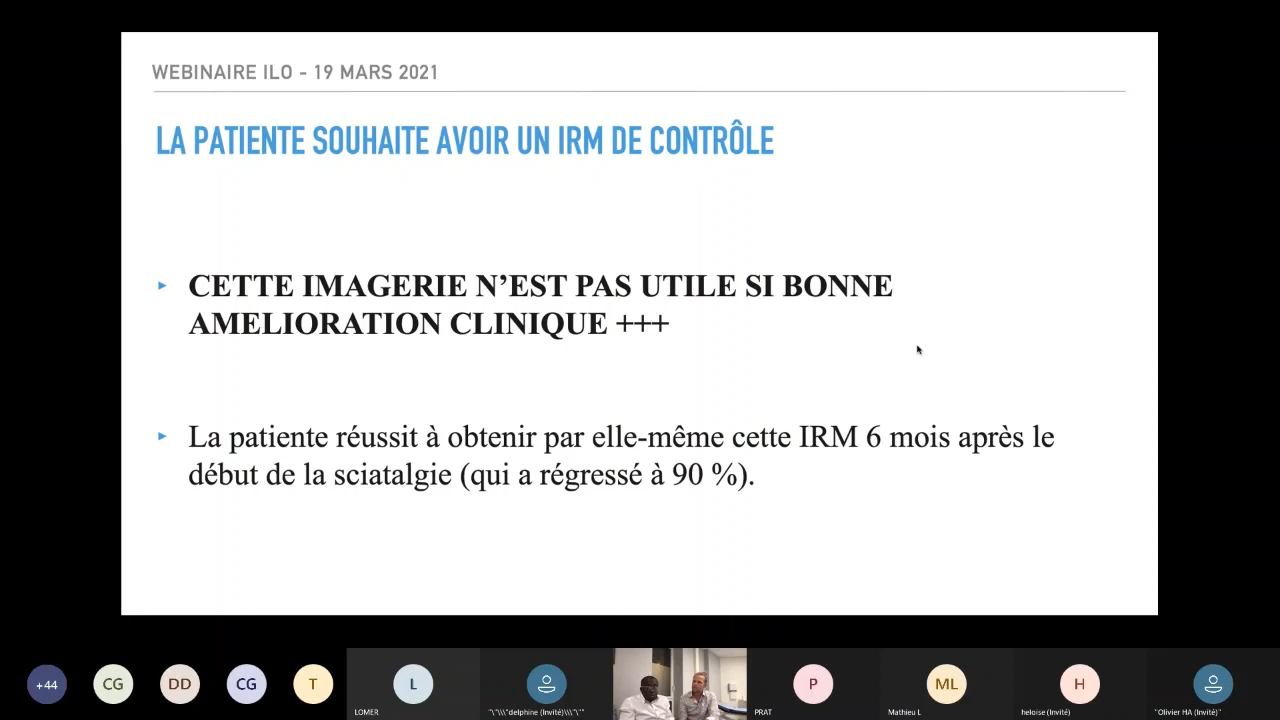 WEBINAIRE ILO - 19 MARS 2021
LA PATIENTE SOUHAITE AVOIR UN IRM DE CONTRÔLE
CETTE IMAGERIE N’EST PAS UTILE SI BONNE
AMELIORATION CLINIQUE +++
La patiente réussit à obtenir par elle-même cette IRM 6 mois après le
début de la sciatalgie (qui a régressé à 90 %).
+44
CG
DD
CG
T
L
P
ML
H
LOMER
"\"\\\"delphine (Invité)\\\"\""
PRAT
Mathieu L
heloise (Invité)
"Olivier HA (Invité)"